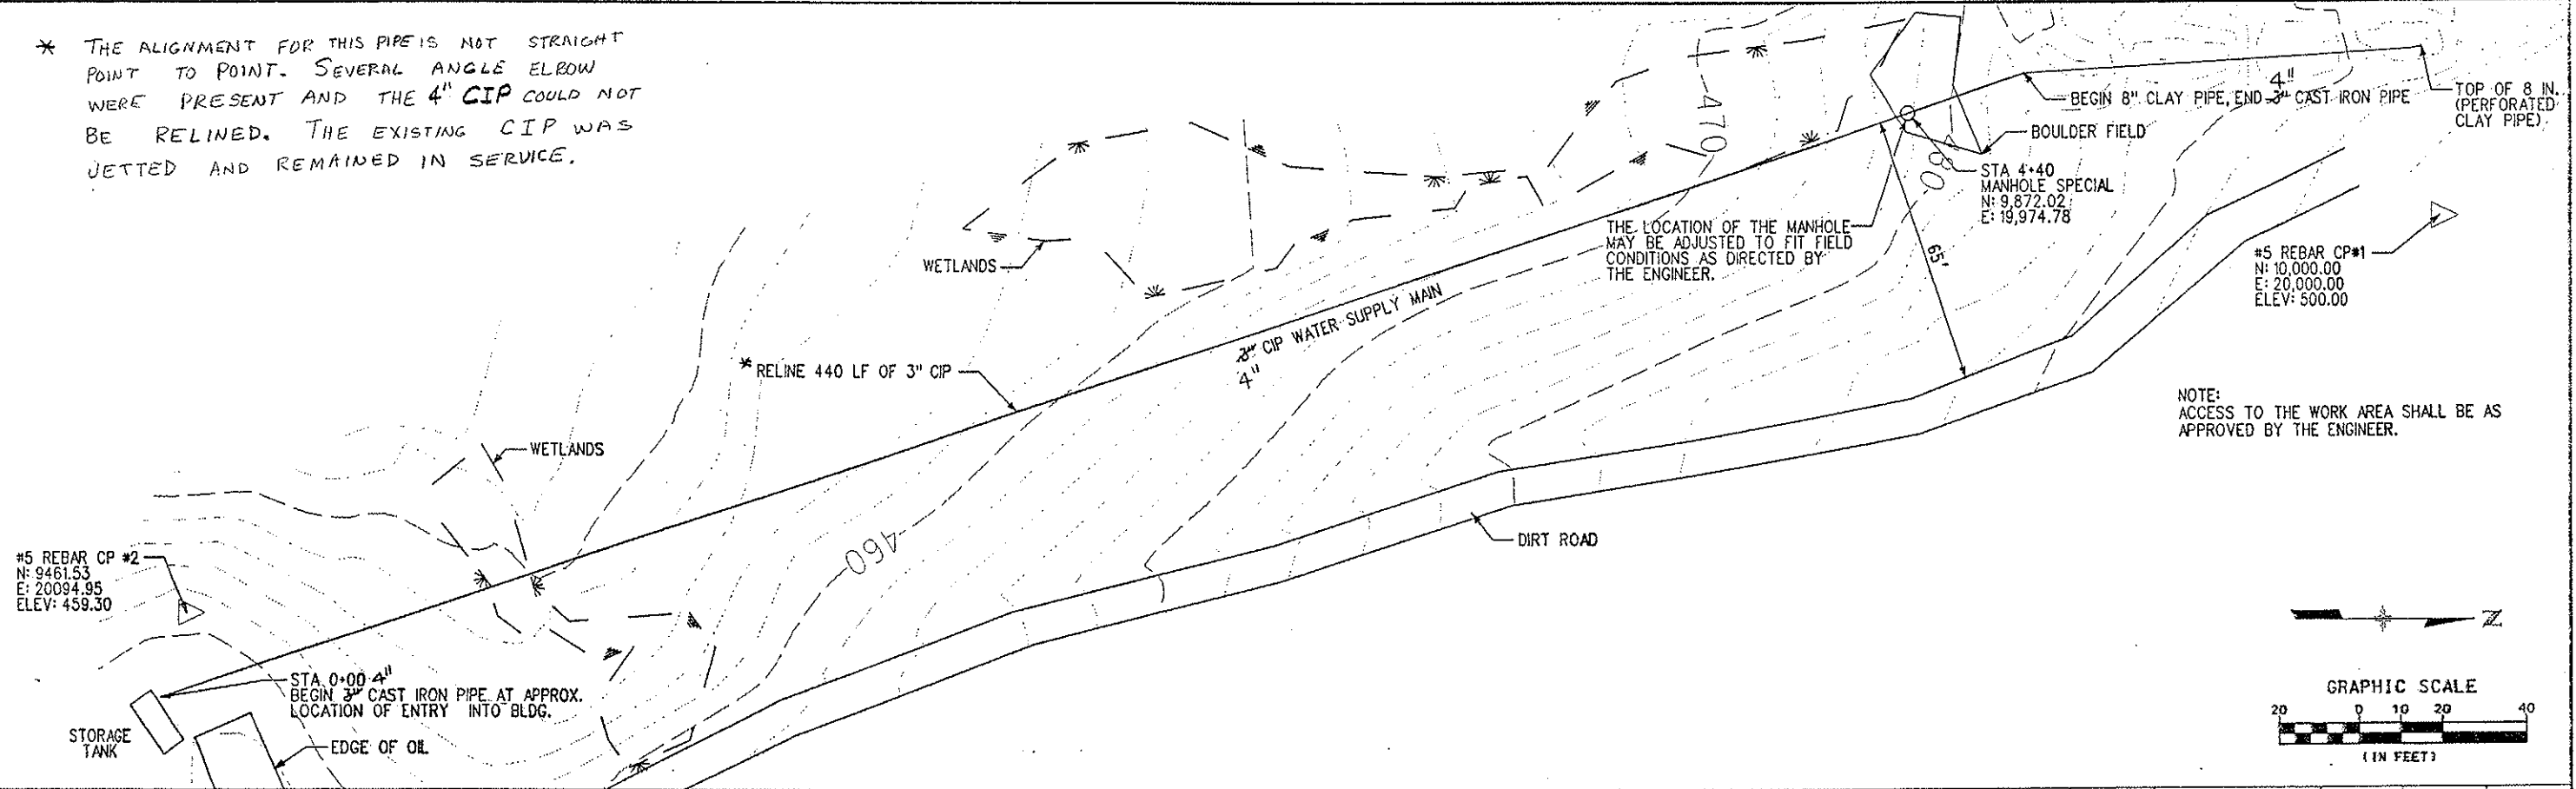 * THE ALIGNMENT FOR THIS PIPE IS NOT STRAIGHT
POINT TO POINT. SEVERAL ANGLE ELBOW
WERE PRESENT AND THE 4" CIP COULD NOT
BE RELINED. THE EXISTING CIP WAS
JETTED AND REMAINED IN SERVICE.
470
4"
BEGIN 8" CLAY PIPE, END 3" CAST IRON PIPE
TOP OF 8 IN.
(PERFORATED
CLAY PIPE)
BOULDER FIELD
80
STA 4+40
MANHOLE SPECIAL
N: 9,872.02
E: 19,974.78
THE LOCATION OF THE MANHOLE
MAY BE ADJUSTED TO FIT FIELD
CONDITIONS AS DIRECTED BY
THE ENGINEER.
65'
#5 REBAR CP#1
N: 10,000.00
E: 20,000.00
ELEV: 500.00
WETLANDS
3" CIP WATER SUPPLY MAIN
4"
* RELINE 440 LF OF 3" CIP
NOTE:
ACCESS TO THE WORK AREA SHALL BE AS
APPROVED BY THE ENGINEER.
WETLANDS
460
DIRT ROAD
#5 REBAR CP #2
N: 9461.53
E: 20094.95
ELEV: 459.30
STA 0+00 4"
BEGIN 3" CAST IRON PIPE AT APPROX.
LOCATION OF ENTRY INTO BLDG.
STORAGE
TANK
EDGE OF OIL
Z
GRAPHIC SCALE
20 0 10 20 40
(IN FEET)